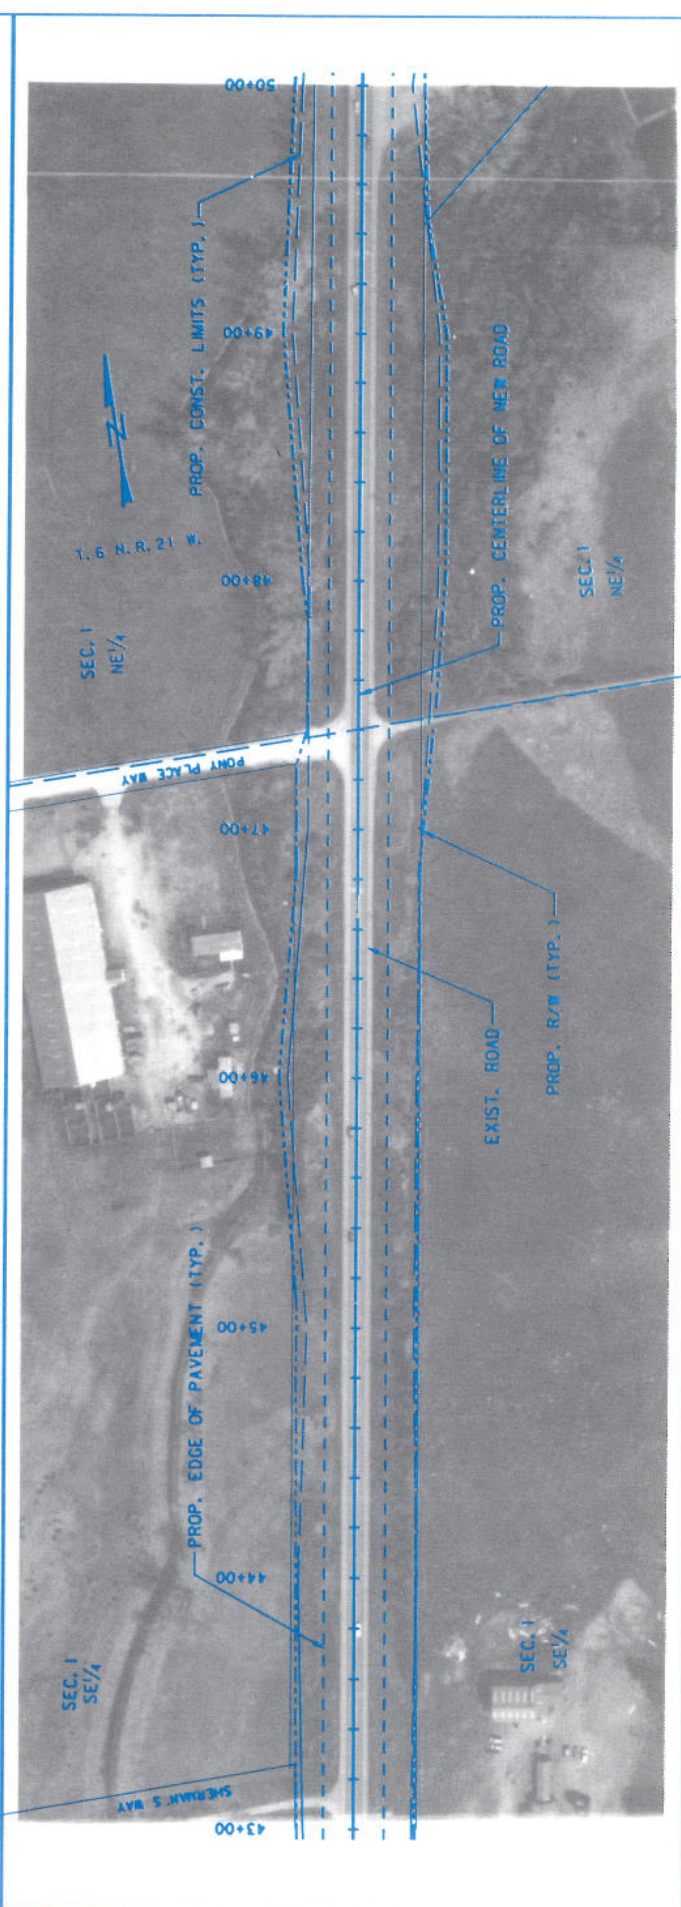 50+00
PROP. CONST. LIMITS (TYP.)
49+00
PROP. CENTERLINE OF NEW ROAD
T. 6 N. R. 21 W.
48+00
SEC. 1
NE1/4
SEC. 1
NE1/4
PONY PLACE WAY
47+00
PROP. R/W (TYP.)
EXIST. ROAD
46+00
PROP. EDGE OF PAVEMENT (TYP.)
45+00
44+00
SEC. 1
SE1/4
SEC. 1
SE1/4
SHERMAN'S WAY
43+00
N